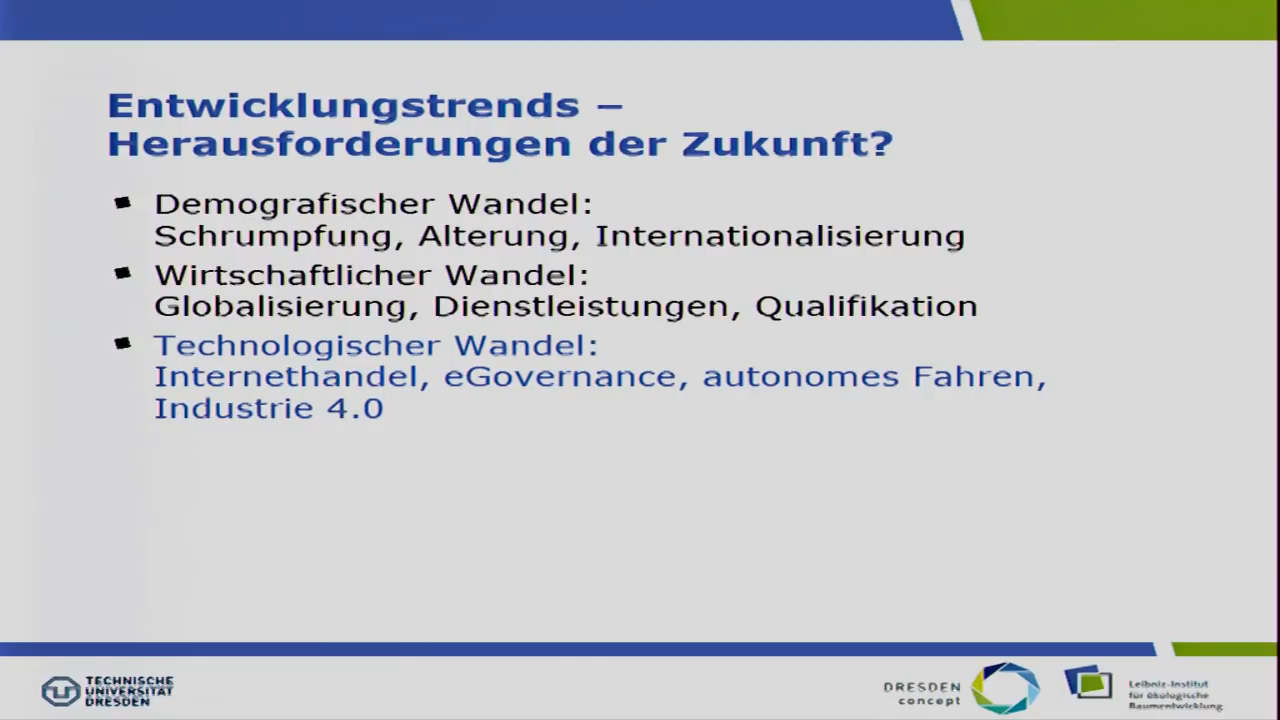 Entwicklungstrends –
Herausforderungen der Zukunft?
Demografischer Wandel:
Schrumpfung, Alterung, Internationalisierung
Wirtschaftlicher Wandel:
Globalisierung, Dienstleistungen, Qualifikation
Technologischer Wandel:
Internethandel, eGovernance, autonomes Fahren,
Industrie 4.0
TECHNISCHE
UNIVERSITÄT
DRESDEN
DRESDEN
concept
Leibniz-Institut
für ökologische
Raumentwicklung